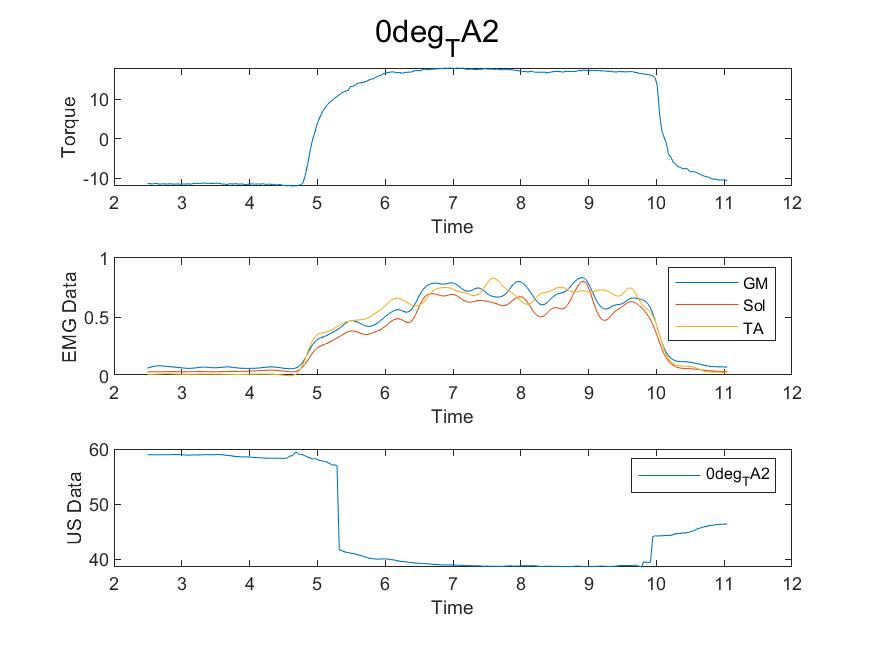 0deg_TA2
10
0
-10
Torque
2 3 4 5 6 7 8 9 10 11 12
Time
1
0.5
0
EMG Data
GM
Sol
TA
2 3 4 5 6 7 8 9 10 11 12
Time
60
50
40
US Data
0deg_TA2
2 3 4 5 6 7 8 9 10 11 12
Time